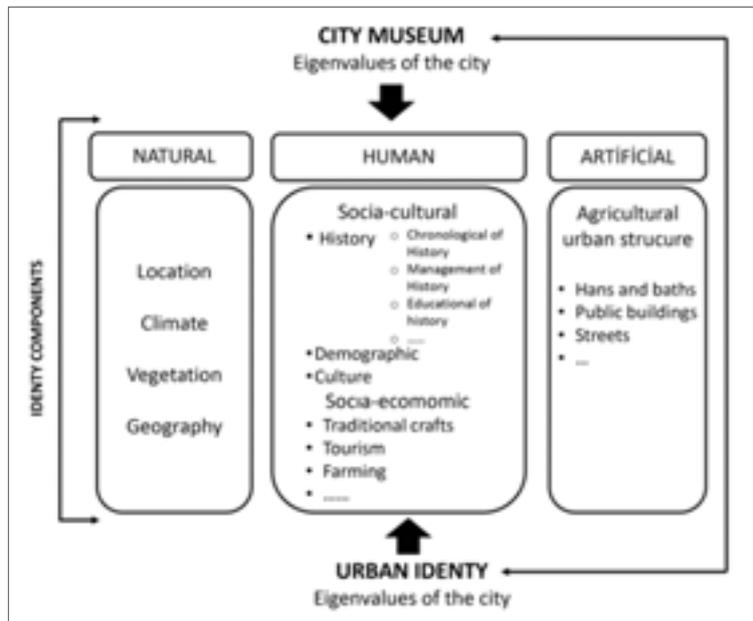 CITY MUSEUM
Eigenvalues of the city
IDENTY COMPONENTS
NATURAL
Location
Climate
Vegetation
Geography
HUMAN
Socia-cultural
• History
○ Chronological of
History
○ Management of
History
○ Educational of
history
○ .....
•Demographic
•Culture
Socia-ecomomic
• Traditional crafts
• Tourism
• Farming
• ......
ARTİFİCİAL
Agricultural
urban strucure
• Hans and baths
• Public buildings
• Streets
• ...
URBAN IDENTY
Eigenvalues of the city